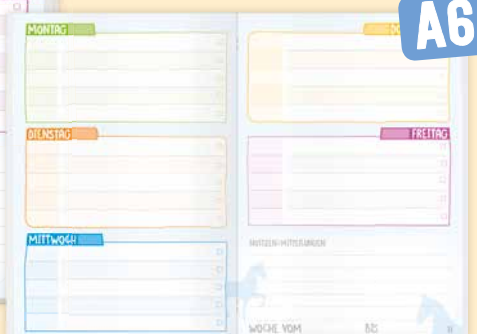 A6
MONTAG
DIENSTAG
MITTWOCH
FREITAG
NOTIZEN/MITTEILUNGEN
WOCHE VOM BIS